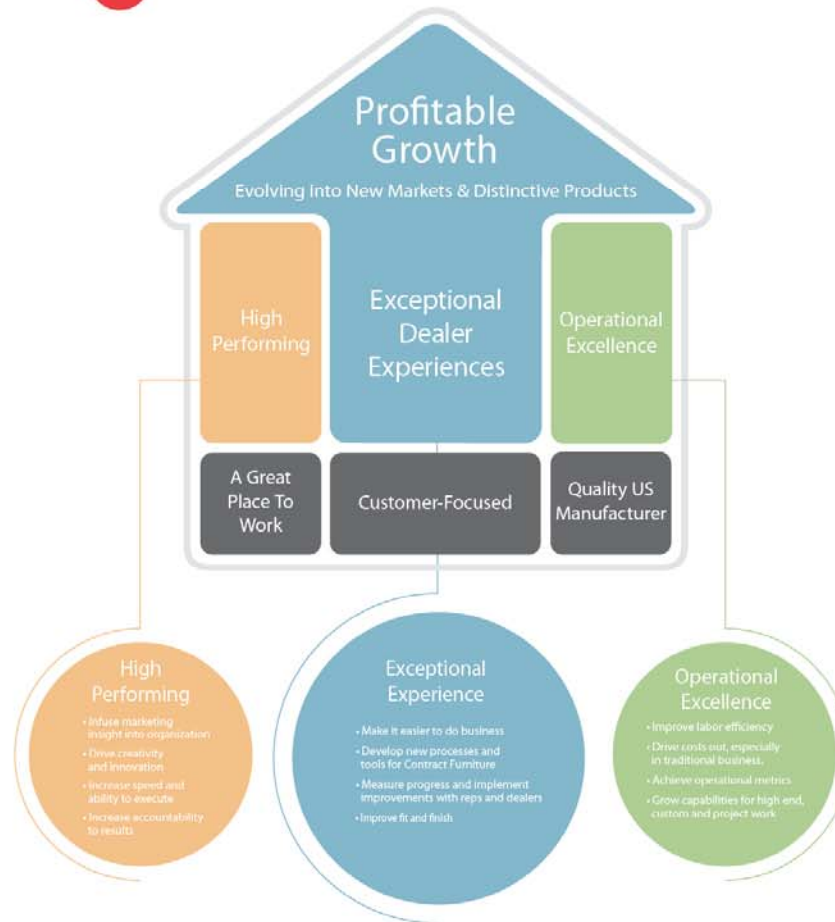 Profitable
Growth
Evolving into New Markets & Distinctive Products
High
Performing
Exceptional
Dealer
Experiences
Operational
Excellence
A Great
Place To
Work
Customer-Focused
Quality US
Manufacturer
High
Performing
• Infuse marketing
insight into organization
• Drive creativity
and innovation
• Increase speed and
ability to execute
• Increase accountability
to results
Exceptional
Experience
• Make it easier to do business
• Develop new processes and
tools for Contract Furniture
• Measure progress and implement
improvements with reps and dealers
• Improve fit and finish
Operational
Excellence
• Improve labor efficiency
• Drive costs out, especially
in traditional business.
• Achieve operational metrics
• Grow capabilities for high end,
custom and project work